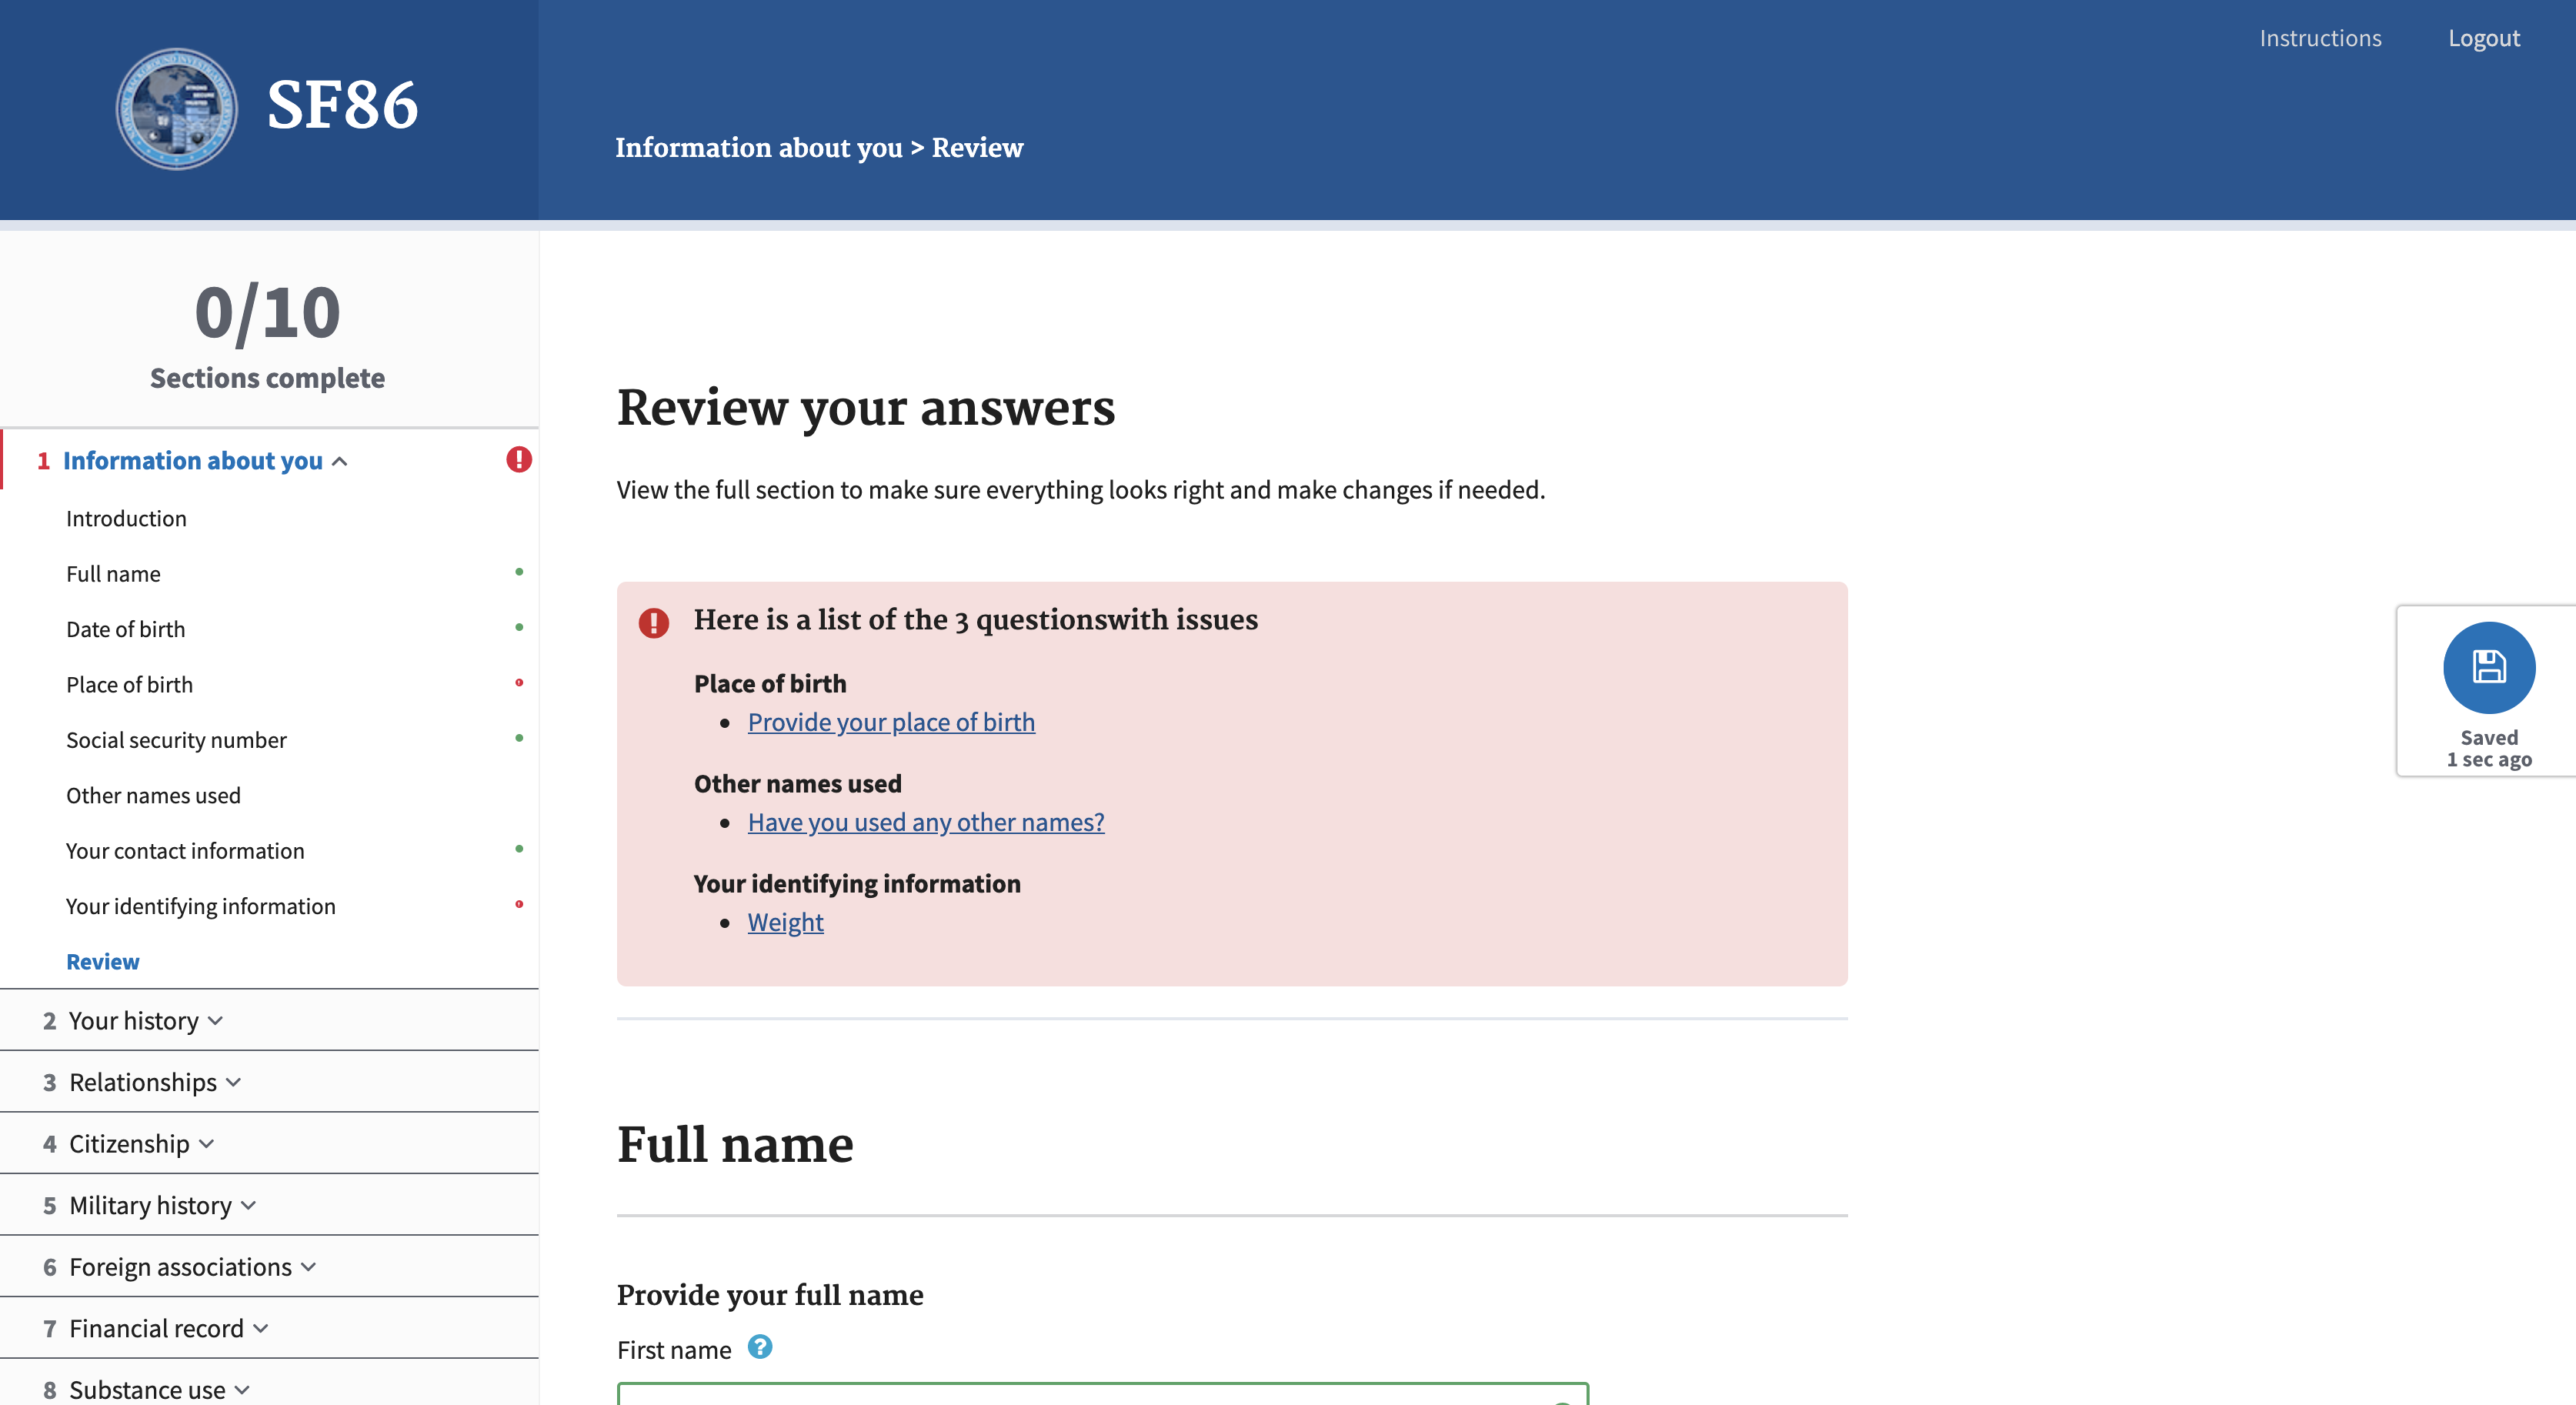 SF86
Instructions
Logout
Information about you > Review
0/10
Sections complete
1 Information about you
Introduction
Full name
Date of birth
Place of birth
Social security number
Other names used
Your contact information
Your identifying information
Review
2 Your history
3 Relationships
4 Citizenship
5 Military history
6 Foreign associations
7 Financial record
8 Substance use
Review your answers
View the full section to make sure everything looks right and make changes if needed.
Here is a list of the 3 questionswith issues
Place of birth
Provide your place of birth
Other names used
Have you used any other names?
Your identifying information
Weight
Full name
Provide your full name
First name
Saved
1 sec ago